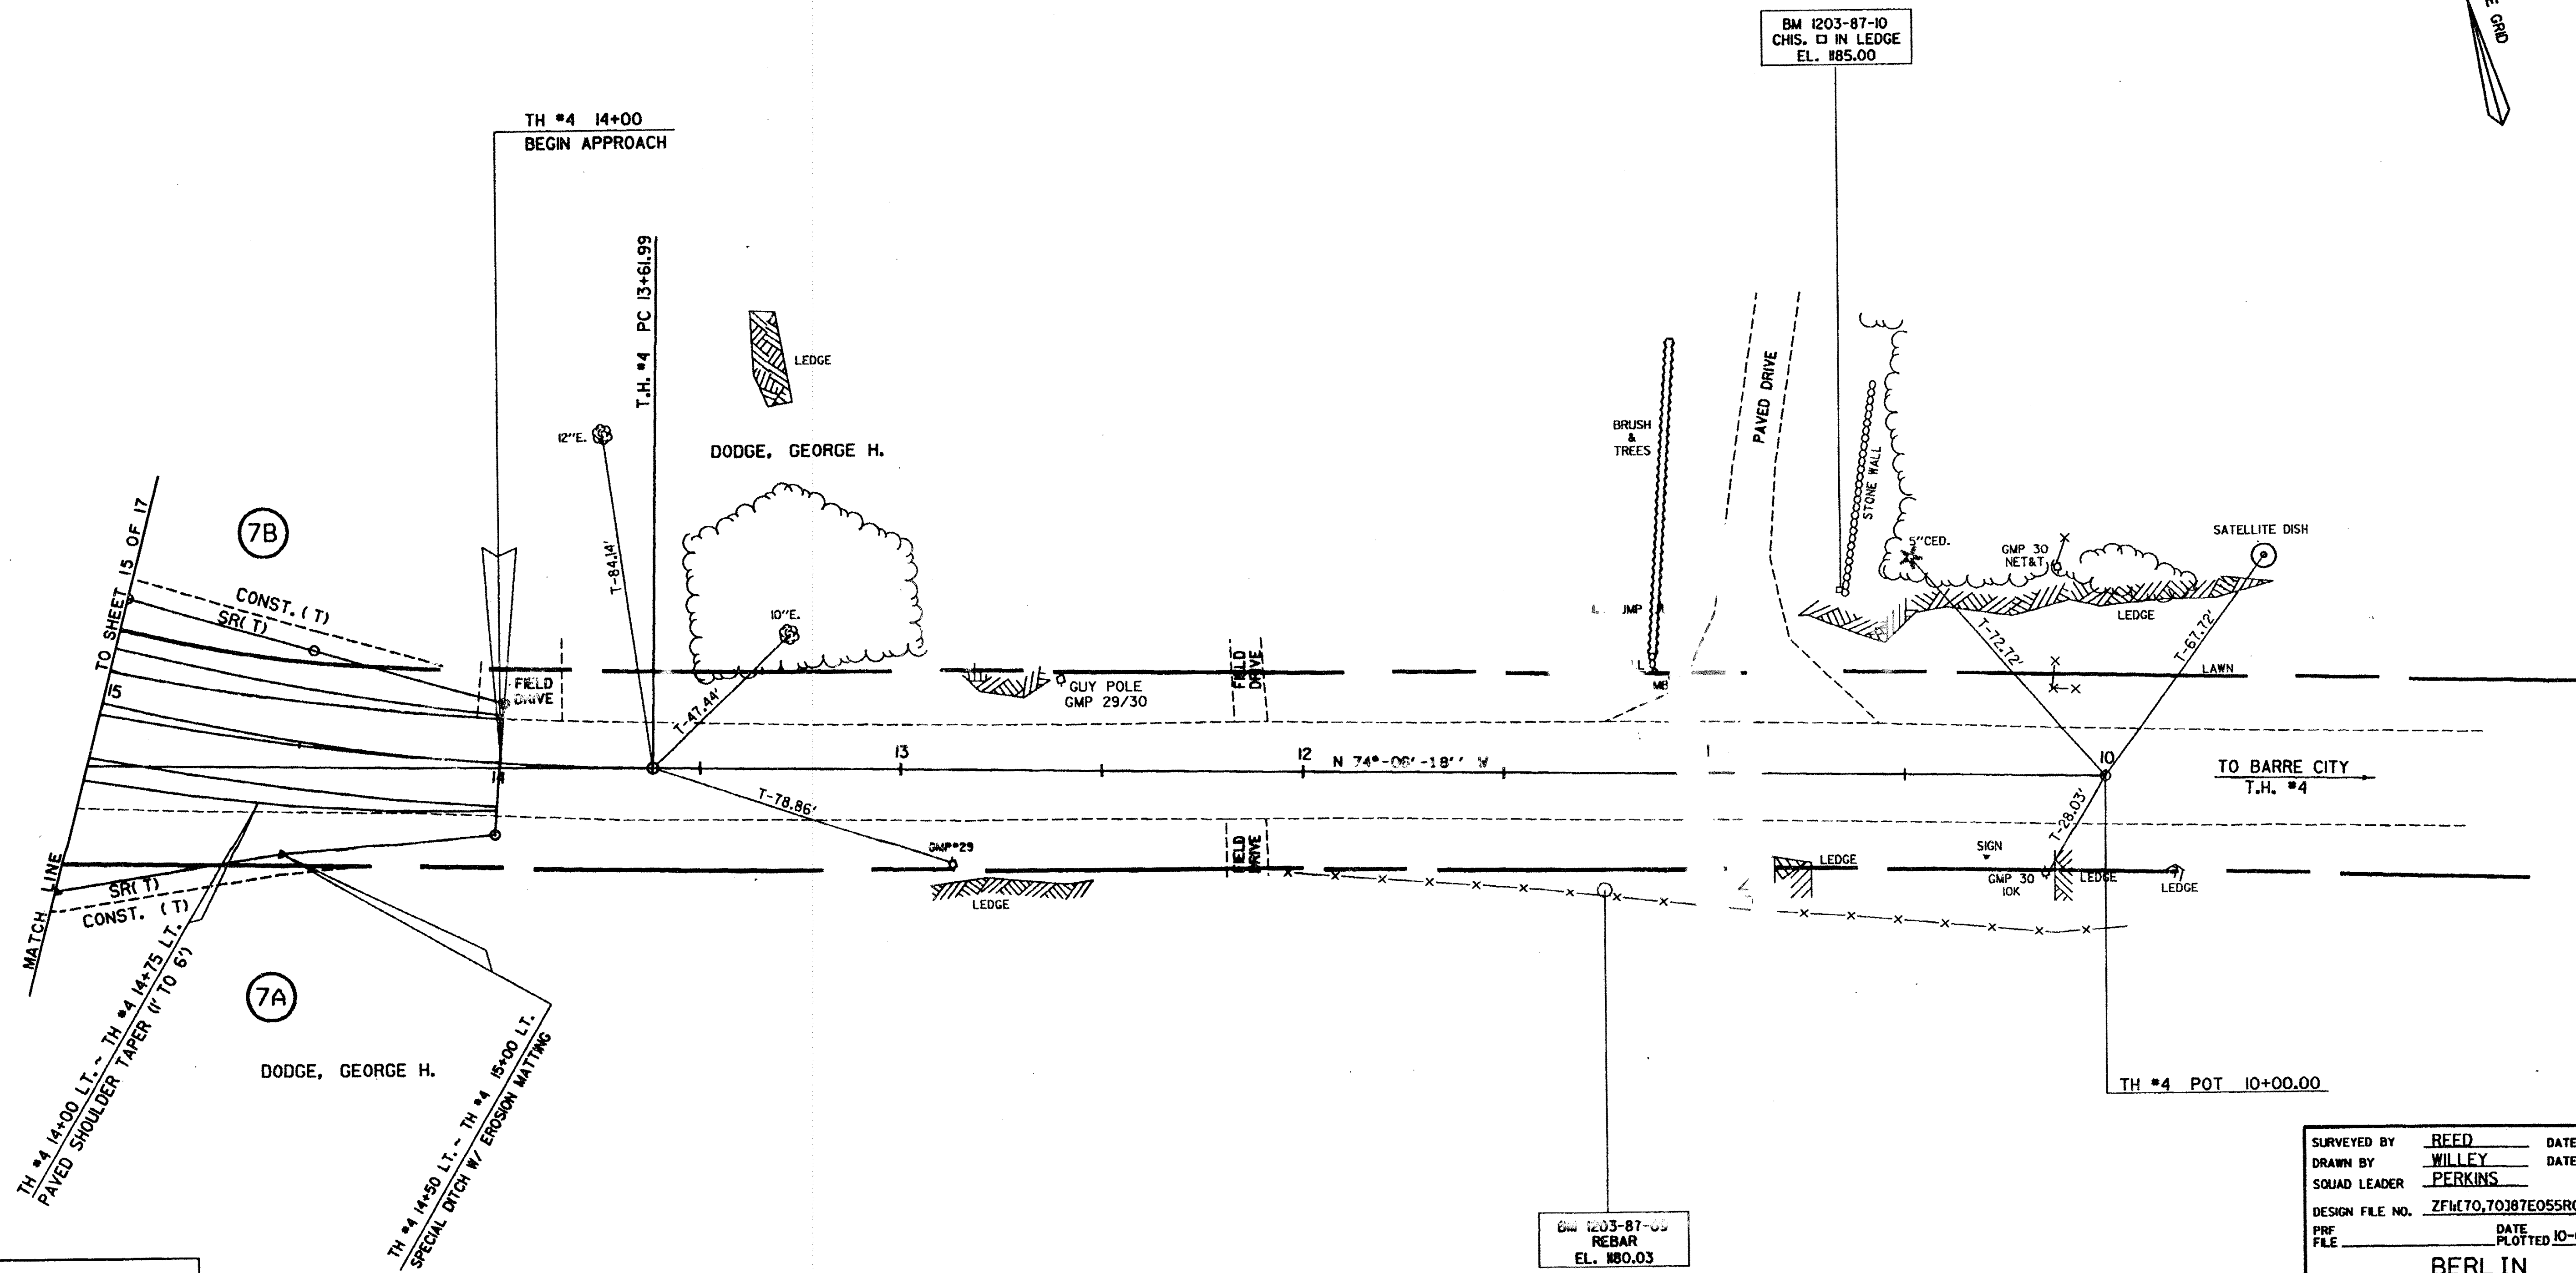 BM 1203-87-10
CHIS. □ IN LEDGE
EL. 1185.00
E GRID
TH #4 14+00
BEGIN APPROACH
T.H. #4 PC 13+61.99
LEDGE
12"E.
DODGE, GEORGE H.
T-84.14'
10"E.
T-47.44'
BRUSH
&
TREES
PAVED DRIVE
STONE WALL
5"CED.
GMP 30
NET&T
SATELLITE DISH
LEDGE
T-72.72'
T-67.72'
LAWN
MB
TO SHEET 15 OF 17
MATCH LINE
7B
CONST. (T)
SR(T)
FIELD
DRIVE
GUY POLE
GMP 29/30
FIELD
DRIVE
15
14
13
12
N 74°-06'-18" W
10
TO BARRE CITY
T.H. #4
T-78.86'
GMP#29
LEDGE
FIELD
DRIVE
LEDGE
SIGN
T-28.03'
GMP 30
10K
LEDGE
LEDGE
SR(T)
CONST. (T)
7A
DODGE, GEORGE H.
TH #4 14+00 LT. ~ TH #4 14+75 LT.
PAVED SHOULDER TAPER (1' TO 6')
TH #4 14+50 LT. ~ TH #4 15+00 LT.
SPECIAL DITCH W/ EROSION MATTING
BM 1203-87-09
REBAR
EL. 1180.03
TH #4 POT 10+00.00
SURVEYED BY REED DATE
DRAWN BY WILLEY DATE
SQUAD LEADER PERKINS
DESIGN FILE NO.
PRF
FILE
DATE
PLOTTED 10-
BERLIN